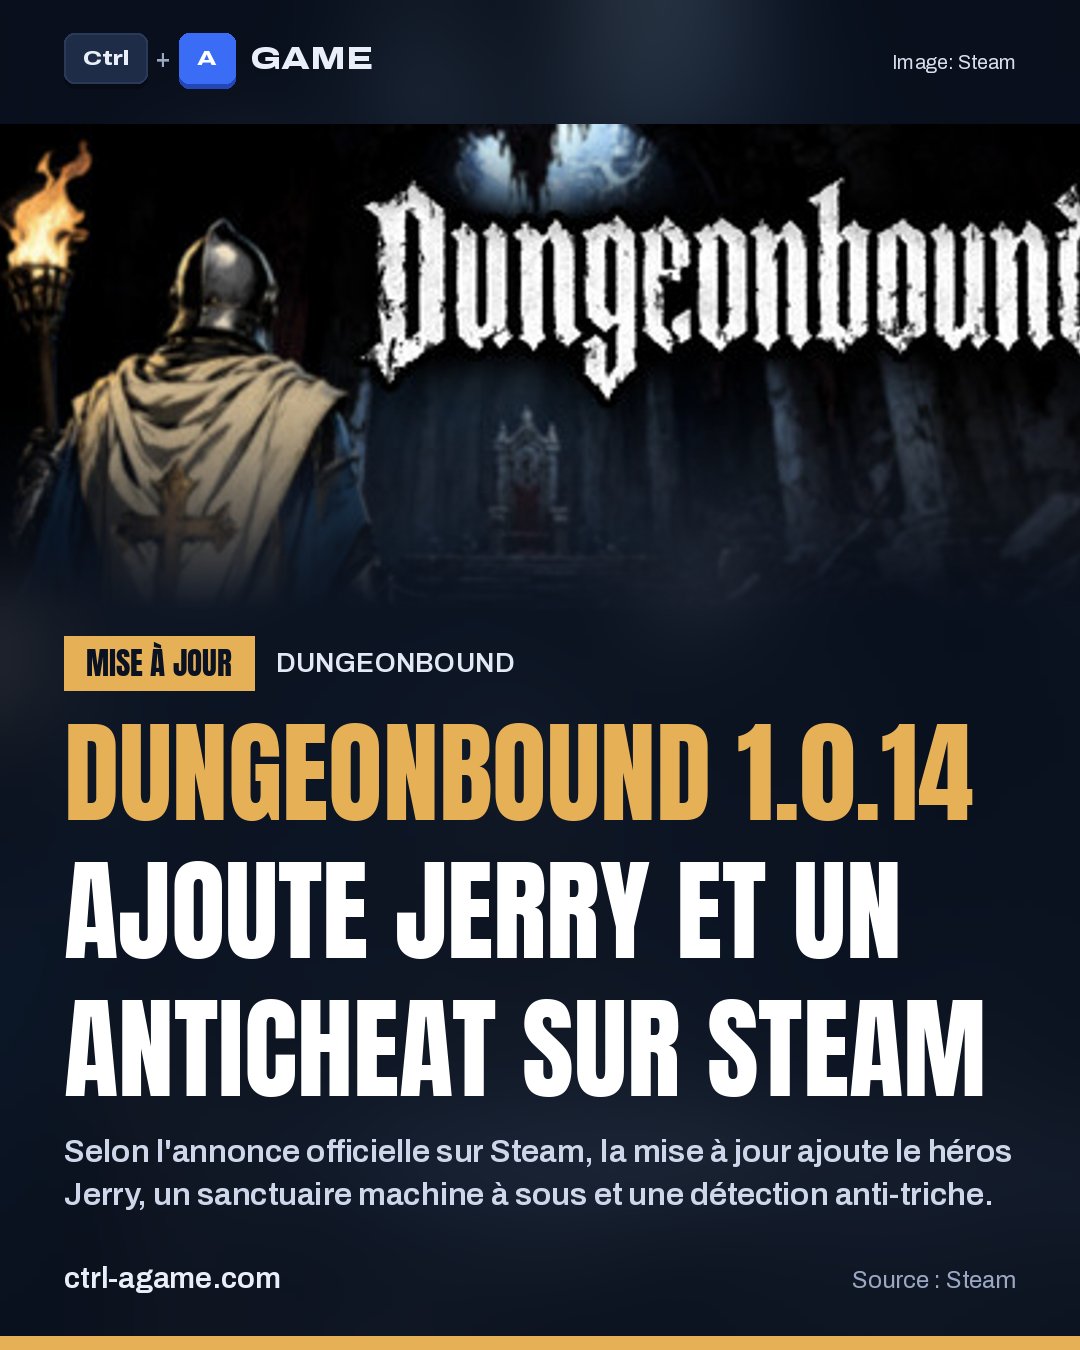 Ctrl + A GAME
Image: Steam
Dungeonbound
MISE À JOUR DUNGEONBOUND
DUNGEONBOUND 1.0.14
AJOUTE JERRY ET UN
ANTICHEAT SUR STEAM
Selon l'annonce officielle sur Steam, la mise à jour ajoute le héros
Jerry, un sanctuaire machine à sous et une détection anti-triche.
ctrl-agame.com
Source : Steam